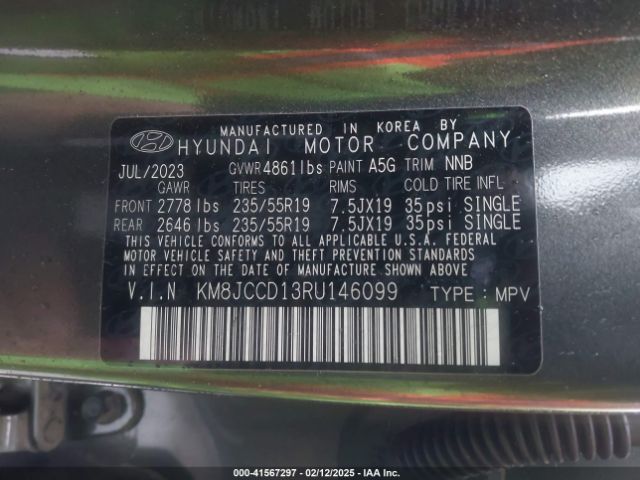 MANUFACTURED IN KOREA BY
HYUNDAI MOTOR COMPANY
JUL/2023 GVWR 4861 lbs PAINT A5G TRIM NNB
GAWR TIRES RIMS COLD TIRE INFL
FRONT 2778 lbs 235/55R19 7.5JX19 35psi SINGLE
REAR 2646 lbs 235/55R19 7.5JX19 35psi SINGLE
THIS VEHICLE CONFORMS TO ALL APPLICABLE U.S.A. FEDERAL
MOTOR VEHICLE SAFETY AND THEFT PREVENTION STANDARDS
IN EFFECT ON THE DATE OF MANUFACTURE SHOWN ABOVE.
V.I.N KM8JCCD13RU146099 TYPE : MPV
000-41567297 - 02/12/2025 - IAA Inc.